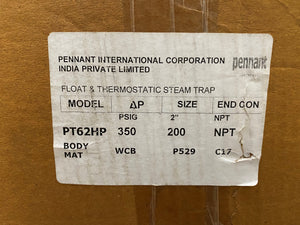 PENNANT INTERNATIONAL CORPORATION
INDIA PRIVATE LIMITED
pennant
FLOAT & THERMOSTATIC STEAM TRAP
MODEL ΔP SIZE END CON
PSIG 2" NPT
PT62HP 350 200 NPT
BODY MAT WCB P529 C17